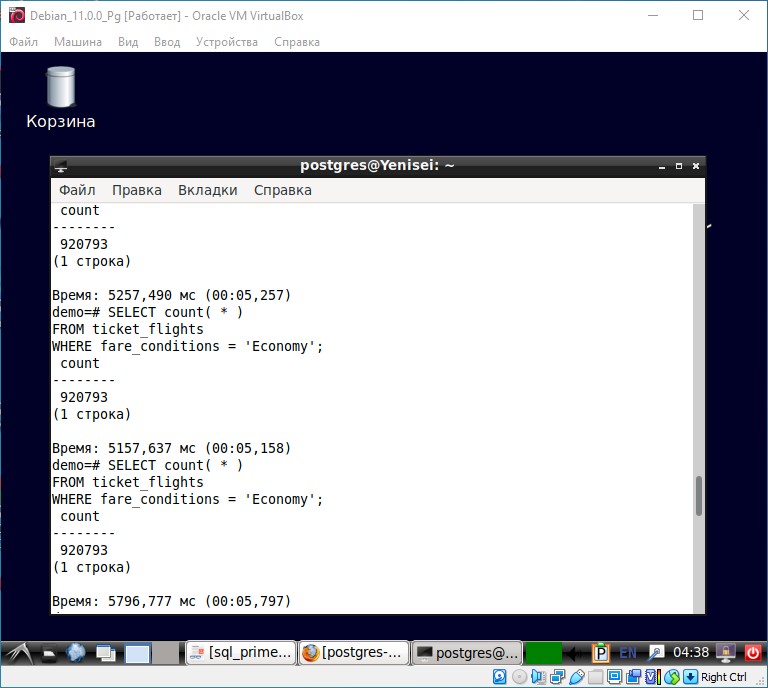 Debian_11.0.0_Pg [Работает] - Oracle VM VirtualBox
Файл Машина Вид Ввод Устройства Справка
Корзина
postgres@Yenisei: ~
Файл Правка Вкладки Справка
count
--------
920793
(1 строка)
Время: 5257,490 мс (00:05,257)
demo=# SELECT count( * )
FROM ticket_flights
WHERE fare_conditions = 'Economy';
count
--------
920793
(1 строка)
Время: 5157,637 мс (00:05,158)
demo=# SELECT count( * )
FROM ticket_flights
WHERE fare_conditions = 'Economy';
count
--------
920793
(1 строка)
Время: 5796,777 мс (00:05,797)
[sql_prime... [postgres-... postgres@... P EN 04:38
Right Ctrl